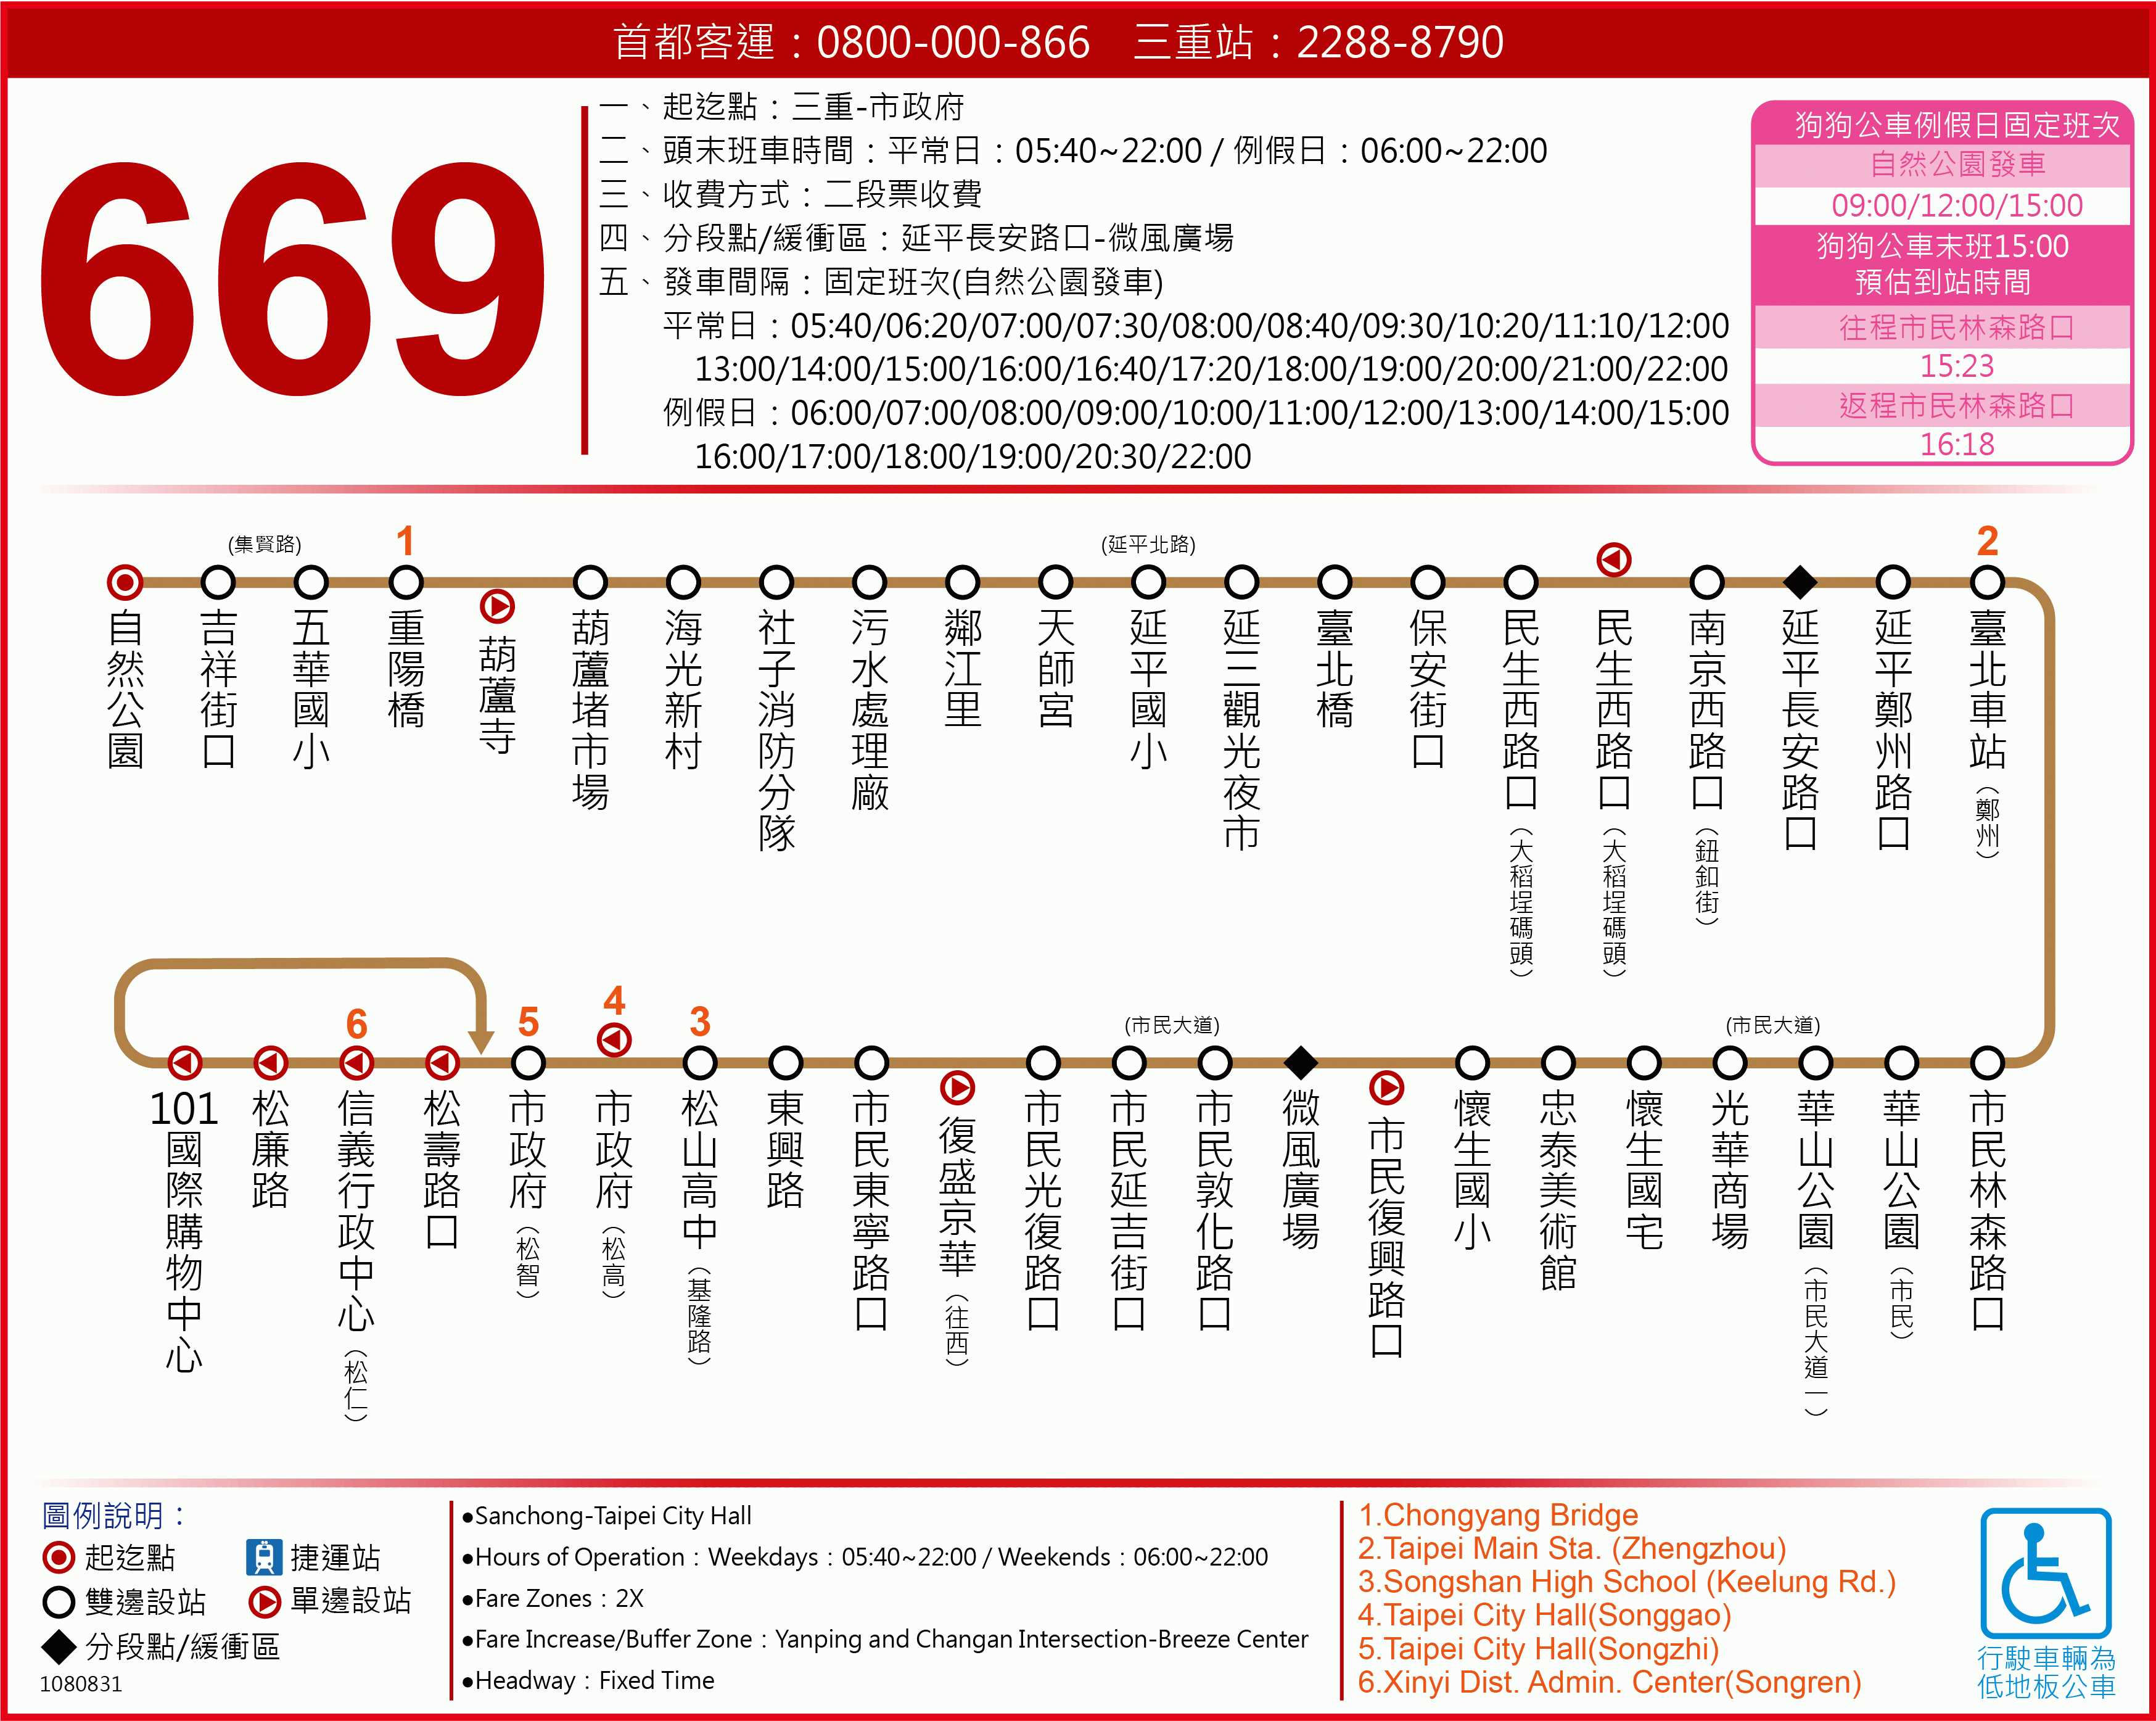 首都客運：0800-000-866　三重站：2288-8790
669
一、起迄點：三重-市政府
二、頭末班車時間：平常日：05:40~22:00 / 例假日：06:00~22:00
三、收費方式：二段票收費
四、分段點/緩衝區：延平長安路口-微風廣場
五、發車間隔：固定班次(自然公園發車)
平常日：05:40/06:20/07:00/07:30/08:00/08:40/09:30/10:20/11:10/12:00
13:00/14:00/15:00/16:00/16:40/17:20/18:00/19:00/20:00/21:00/22:00
例假日：06:00/07:00/08:00/09:00/10:00/11:00/12:00/13:00/14:00/15:00
16:00/17:00/18:00/19:00/20:30/22:00
狗狗公車例假日固定班次
自然公園發車
09:00/12:00/15:00
狗狗公車末班15:00
預估到站時間
往程市民林森路口
15:23
返程市民林森路口
16:18
(集賢路)
1
(延平北路)
2
自然公園
吉祥街口
五華國小
重陽橋
葫蘆寺
葫蘆堵市場
海光新村
社子消防分隊
污水處理廠
鄰江里
天師宮
延平國小
延三觀光夜市
臺北橋
保安街口
民生西路口（大稻埕碼頭）
民生西路口（大稻埕碼頭）
南京西路口（鈕釦街）
延平長安路口
延平鄭州路口
臺北車站（鄭州）
6
5
4
3
(市民大道)
(市民大道)
101國際購物中心
松廉路
信義行政中心（松仁）
松壽路口
市政府（松智）
市政府（松高）
松山高中（基隆路）
東興路
市民東寧路口
復盛京華（往西）
市民光復路口
市民延吉街口
市民敦化路口
微風廣場
市民復興路口
懷生國小
忠泰美術館
懷生國宅
光華商場
華山公園（市民大道一）
華山公園（市民）
市民林森路口
圖例說明：
起迄點
捷運站
雙邊設站
單邊設站
分段點/緩衝區
1080831
●Sanchong-Taipei City Hall
●Hours of Operation：Weekdays：05:40~22:00 / Weekends：06:00~22:00
●Fare Zones：2X
●Fare Increase/Buffer Zone：Yanping and Changan Intersection-Breeze Center
●Headway：Fixed Time
1.Chongyang Bridge
2.Taipei Main Sta. (Zhengzhou)
3.Songshan High School (Keelung Rd.)
4.Taipei City Hall(Songgao)
5.Taipei City Hall(Songzhi)
6.Xinyi Dist. Admin. Center(Songren)
行駛車輛為
低地板公車